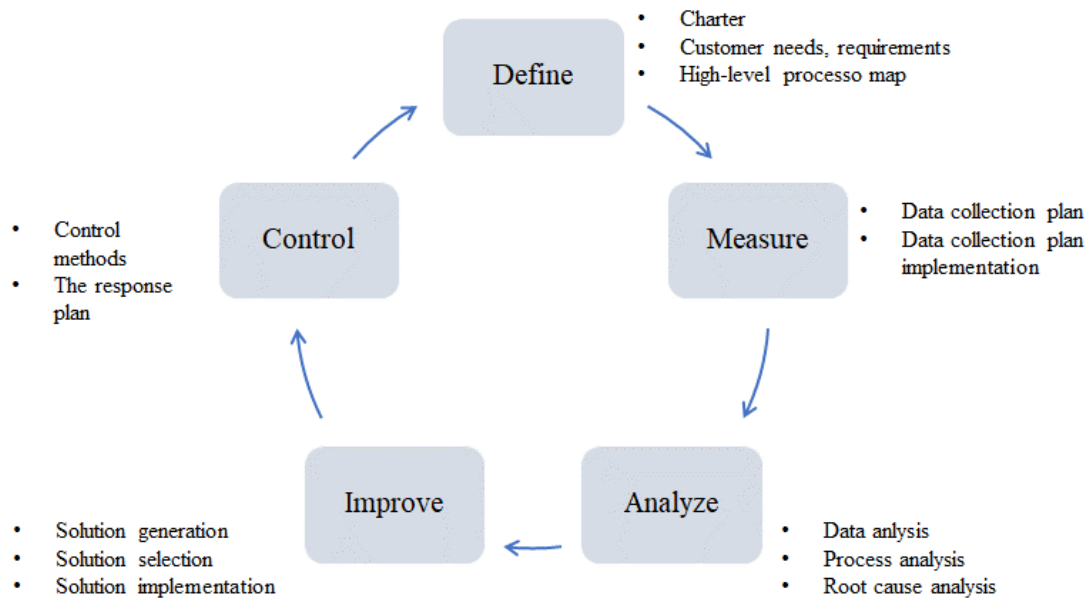 Define
• Charter
• Customer needs, requirements
• High-level processo map
Measure
• Data collection plan
• Data collection plan
implementation
Analyze
• Data anlysis
• Process analysis
• Root cause analysis
Improve
• Solution generation
• Solution selection
• Solution implementation
Control
• Control
methods
• The response
plan